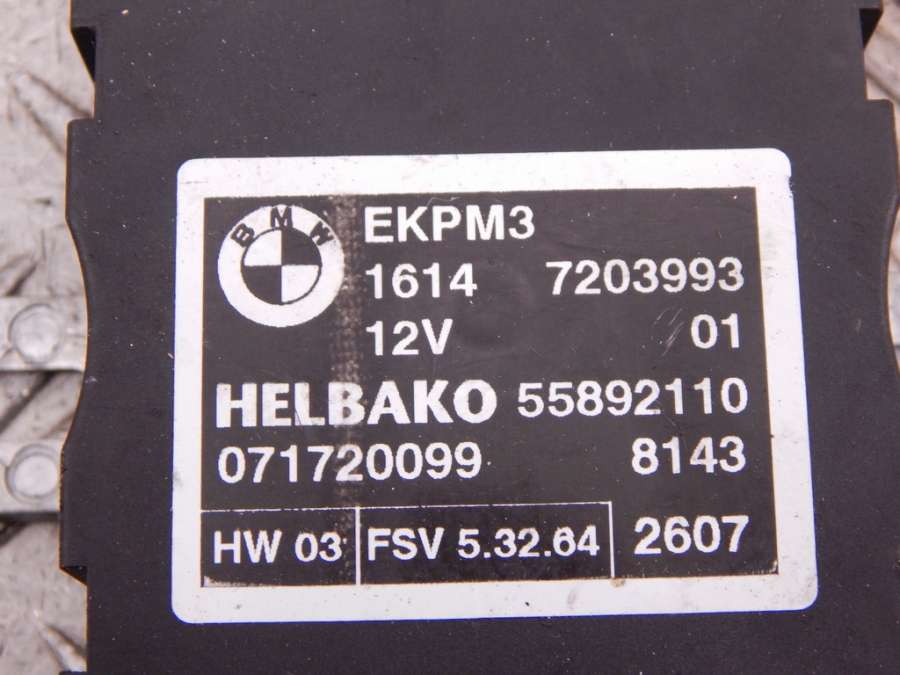 BMW
EKPM3
1614 7203993
12V 01
HELBAKO 55892110
071720099 8143
HW 03 FSV 5.32.64 2607